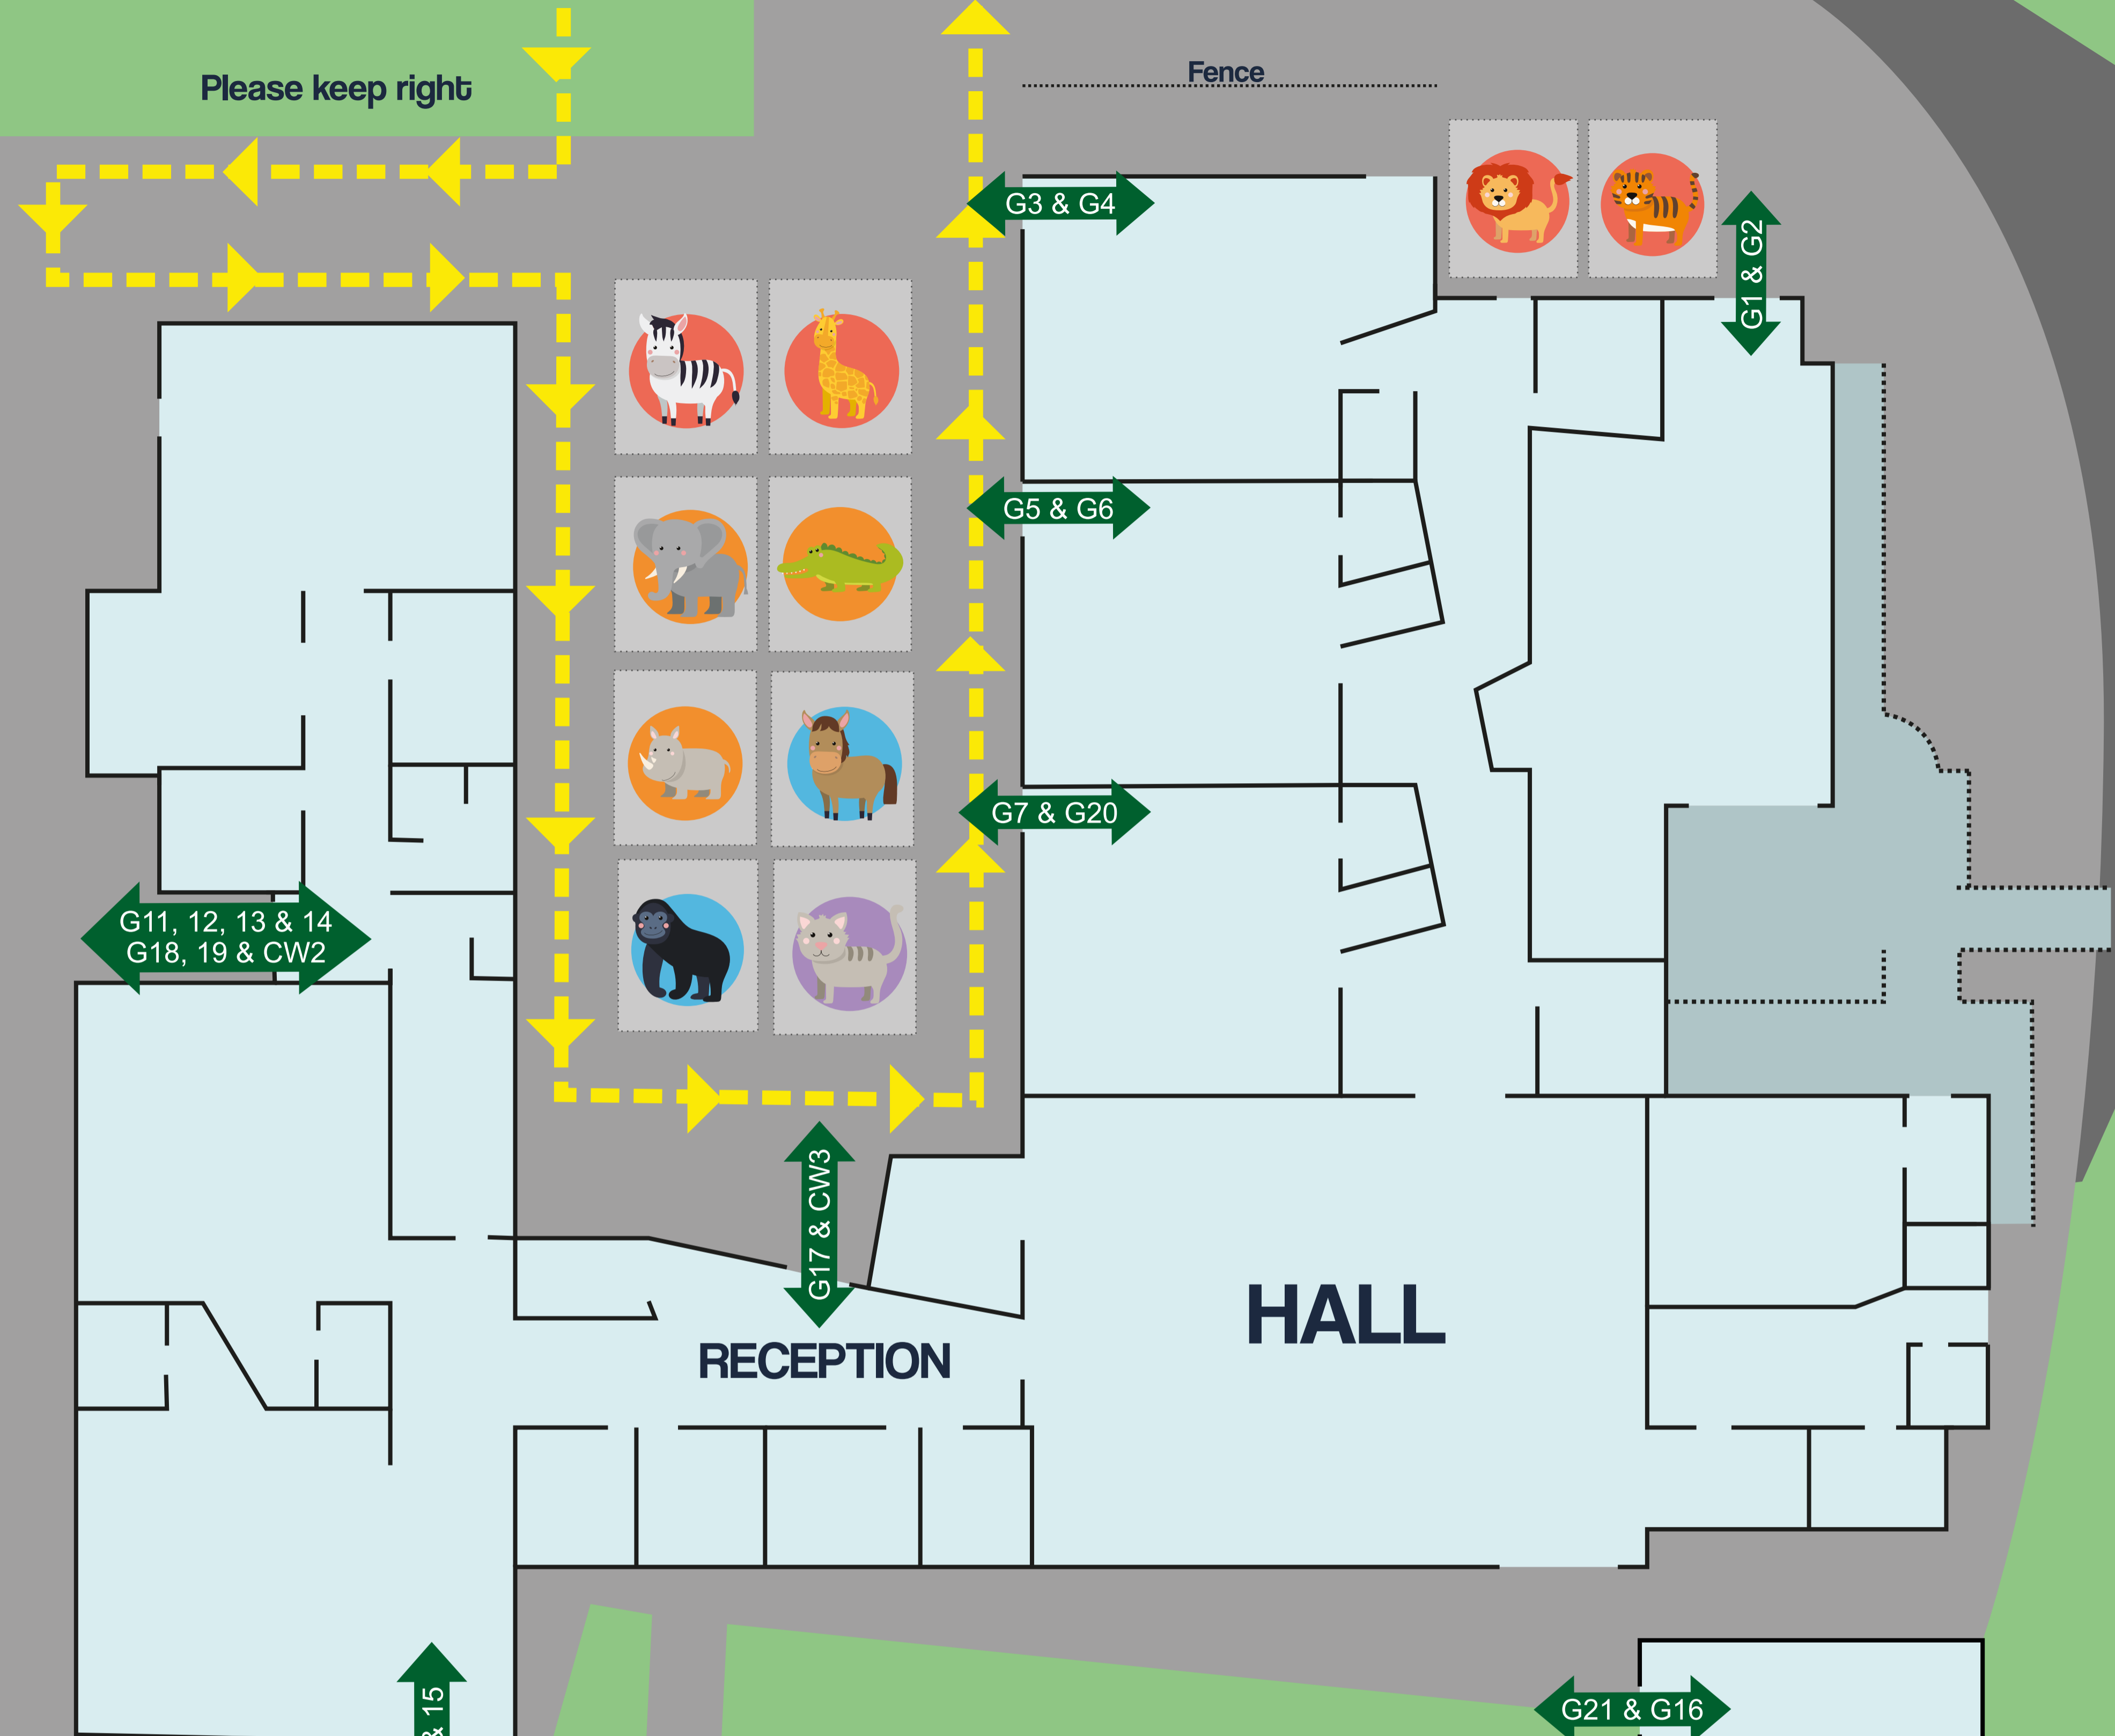 Please keep right
Fence
G3 & G4
G1 & G2
G5 & G6
G7 & G20
G11, 12, 13 & 14
G18, 19 & CW2
G17 & CW3
HALL
RECEPTION
& 15
G21 & G16